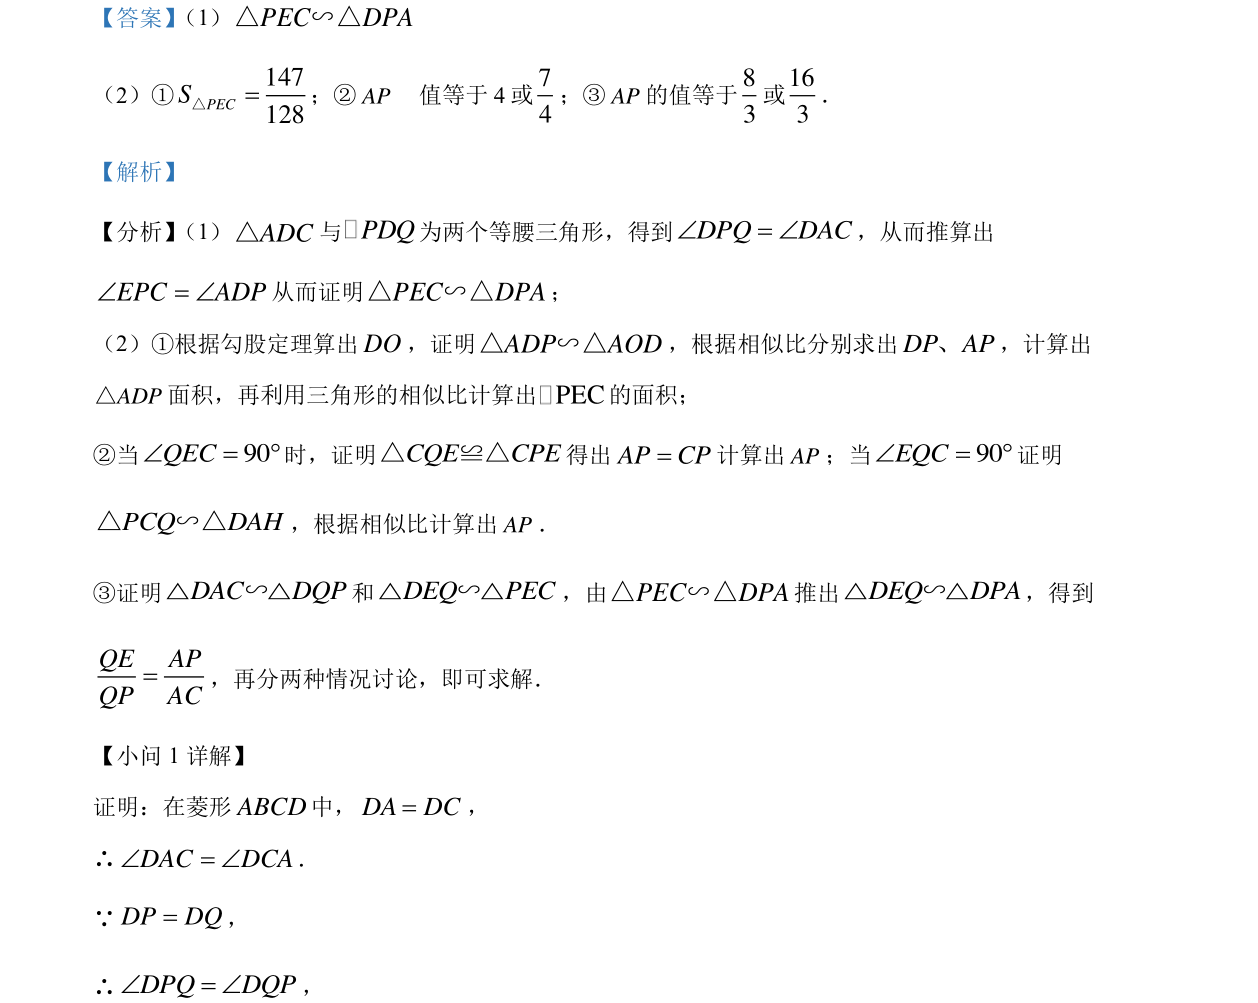 【答案】（1）△PEC∽△DPA
（2）①S△PEC = 147/128；②AP 值等于 4 或 7/4；③AP 的值等于 8/3 或 16/3．
【解析】
【分析】（1）△ADC 与□PDQ 为两个等腰三角形，得到∠DPQ = ∠DAC，从而推算出
∠EPC = ∠ADP 从而证明△PEC∽△DPA；
（2）①根据勾股定理算出 DO，证明△ADP∽△AOD，根据相似比分别求出 DP、AP，计算出
△ADP 面积，再利用三角形的相似比计算出□PEC 的面积；
②当∠QEC = 90°时，证明△CQE≌△CPE 得出 AP = CP 计算出 AP；当∠EQC = 90°证明
△PCQ∽△DAH，根据相似比计算出 AP．
③证明△DAC∽△DQP 和△DEQ∽△PEC，由△PEC∽△DPA 推出△DEQ∽△DPA，得到
QE/QP = AP/AC，再分两种情况讨论，即可求解．
【小问 1 详解】
证明：在菱形 ABCD 中，DA = DC，
∴∠DAC = ∠DCA．
∵DP = DQ，
∴∠DPQ = ∠DQP，